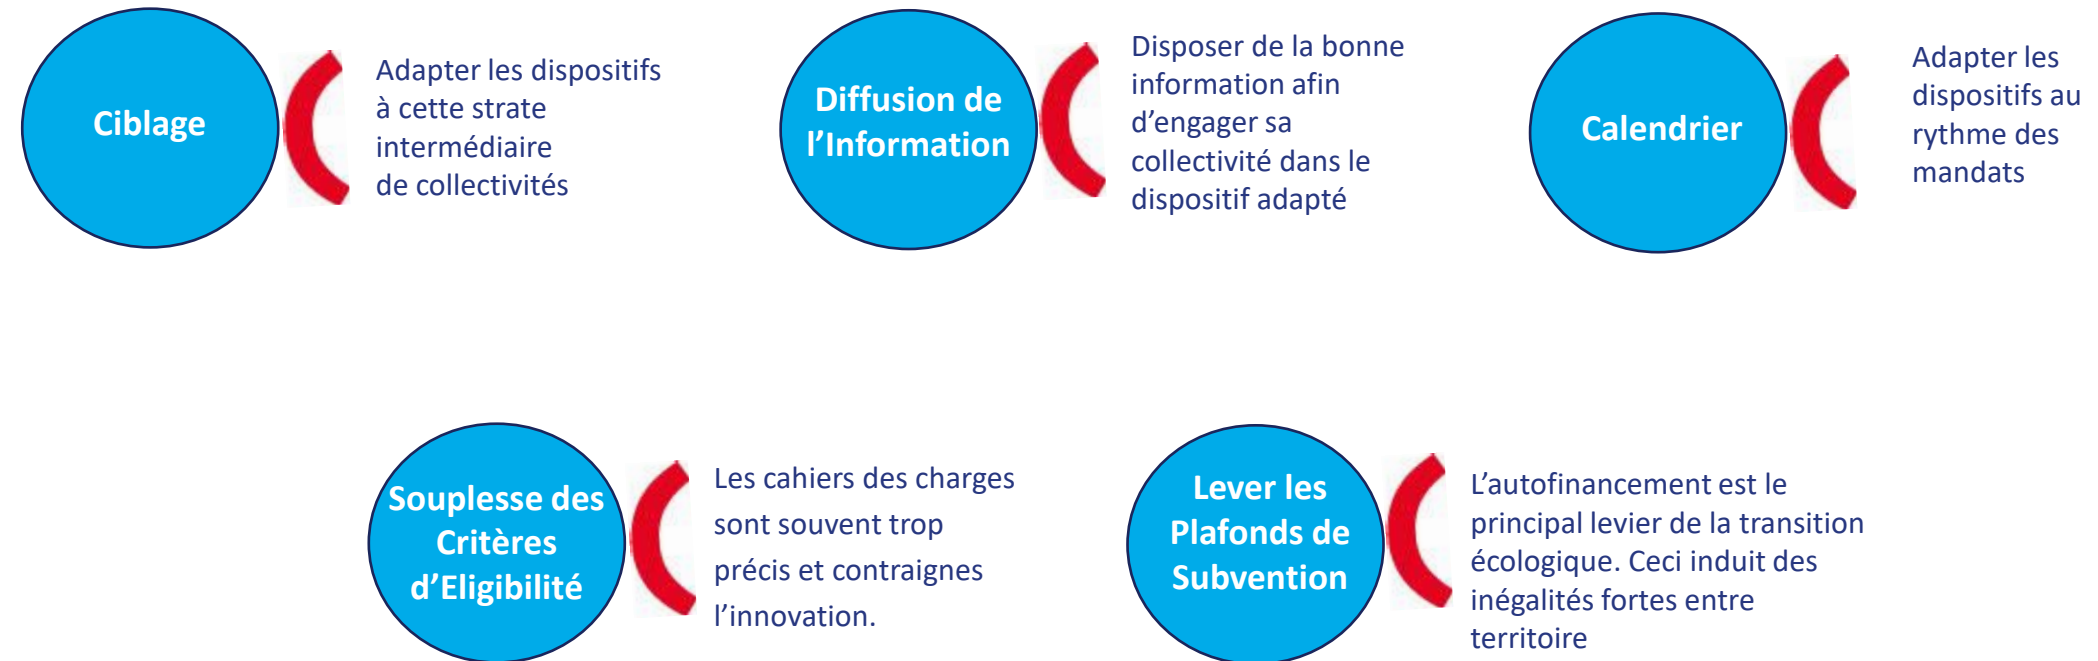 Ciblage
Adapter les dispositifs
à cette strate
intermédiaire
de collectivités
Diffusion de
l’Information
Disposer de la bonne
information afin
d’engager sa
collectivité dans le
dispositif adapté
Calendrier
Adapter les
dispositifs au
rythme des
mandats
Souplesse des
Critères
d’Eligibilité
Les cahiers des charges
sont souvent trop
précis et contraignes
l’innovation.
Lever les
Plafonds de
Subvention
L’autofinancement est le
principal levier de la transition
écologique. Ceci induit des
inégalités fortes entre
territoire